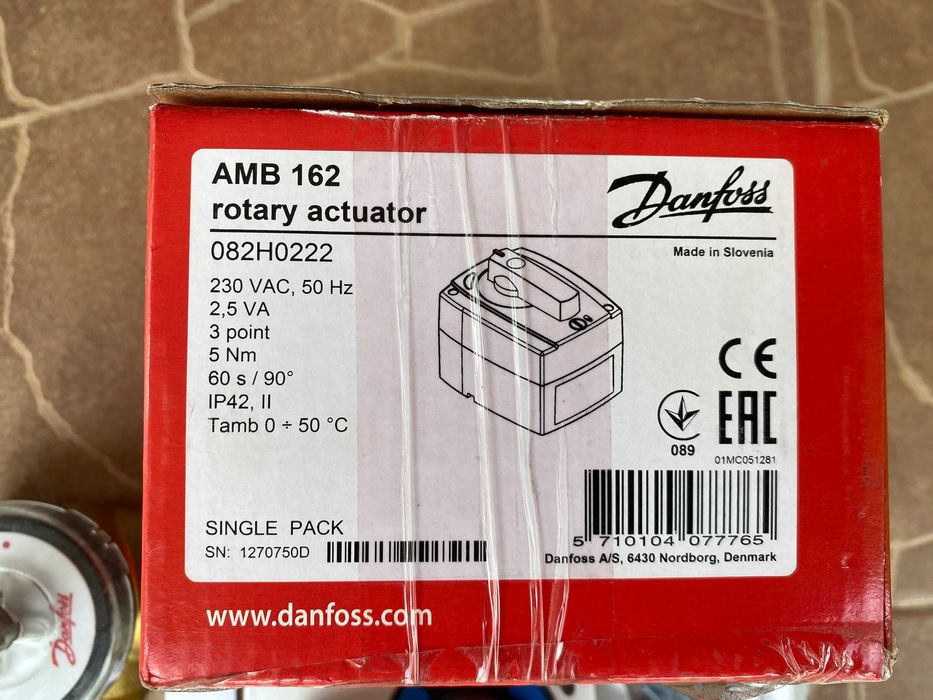 AMB 162
rotary actuator
Danfoss
082H0222
Made in Slovenia
230 VAC, 50 Hz
2,5 VA
3 point
5 Nm
60 s / 90°
IP42, II
Tamb 0 ÷ 50 °C
CE
EAC
089
01MC051281
SINGLE PACK
SN: 1270750D
5 710104 077765
Danfoss A/S, 6430 Nordborg, Denmark
www.danfoss.com
Danfoss